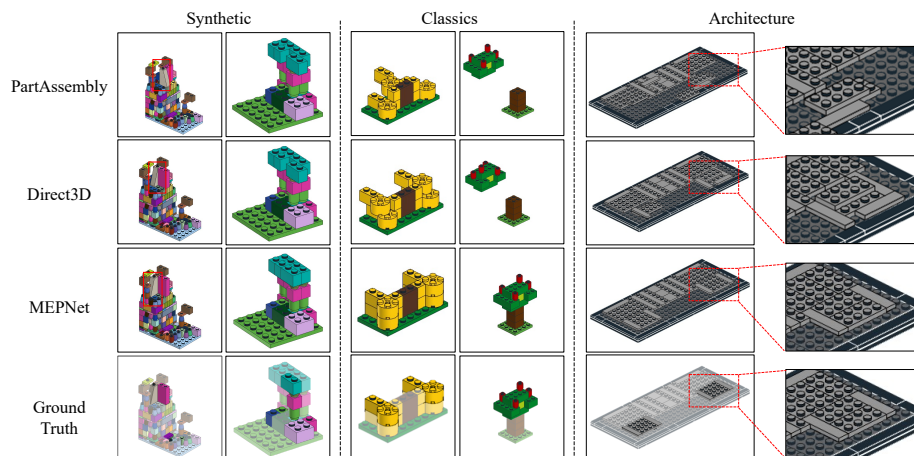 Synthetic Classics Architecture
PartAssembly
Direct3D
MEPNet
Ground
Truth